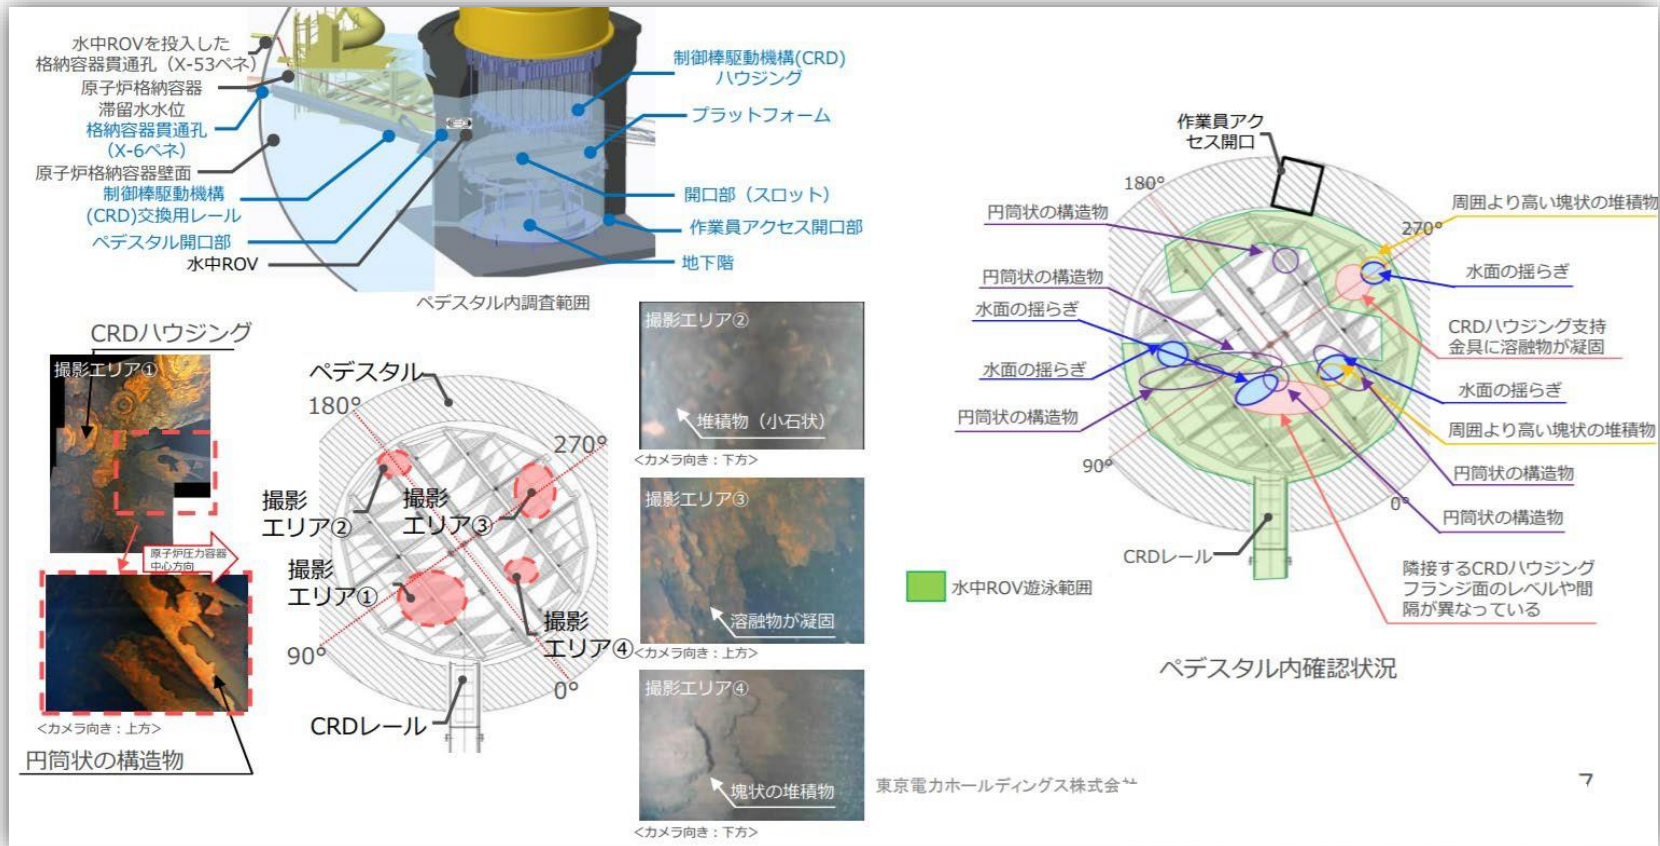 水中ROVを投入した
格納容器貫通孔（X-53ペネ）
原子炉格納容器
滞留水水位
格納容器貫通孔
（X-6ペネ）
原子炉格納容器壁面
制御棒駆動機構
(CRD)交換用レール
ペデスタル開口部
水中ROV
制御棒駆動機構(CRD)
ハウジング
プラットフォーム
開口部（スロット）
作業員アクセス開口部
地下階
ペデスタル内調査範囲
CRDハウジング
撮影エリア①
原子炉圧力容器
中心方向
＜カメラ向き：上方＞
円筒状の構造物
ペデスタル
180°
270°
撮影
エリア②
撮影
エリア③
撮影
エリア①
撮影
エリア④
90°
0°
CRDレール
撮影エリア②
堆積物（小石状）
＜カメラ向き：下方＞
撮影エリア③
溶融物が凝固
＜カメラ向き：上方＞
撮影エリア④
塊状の堆積物
＜カメラ向き：下方＞
作業員アク
セス開口
180°
270°
円筒状の構造物
円筒状の構造物
水面の揺らぎ
水面の揺らぎ
円筒状の構造物
90°
0°
周囲より高い塊状の堆積物
水面の揺らぎ
CRDハウジング支持
金具に溶融物が凝固
水面の揺らぎ
周囲より高い塊状の堆積物
円筒状の構造物
円筒状の構造物
CRDレール
隣接するCRDハウジング
フランジ面のレベルや間
隔が異なっている
水中ROV遊泳範囲
ペデスタル内確認状況
東京電力ホールディングス株式会
7